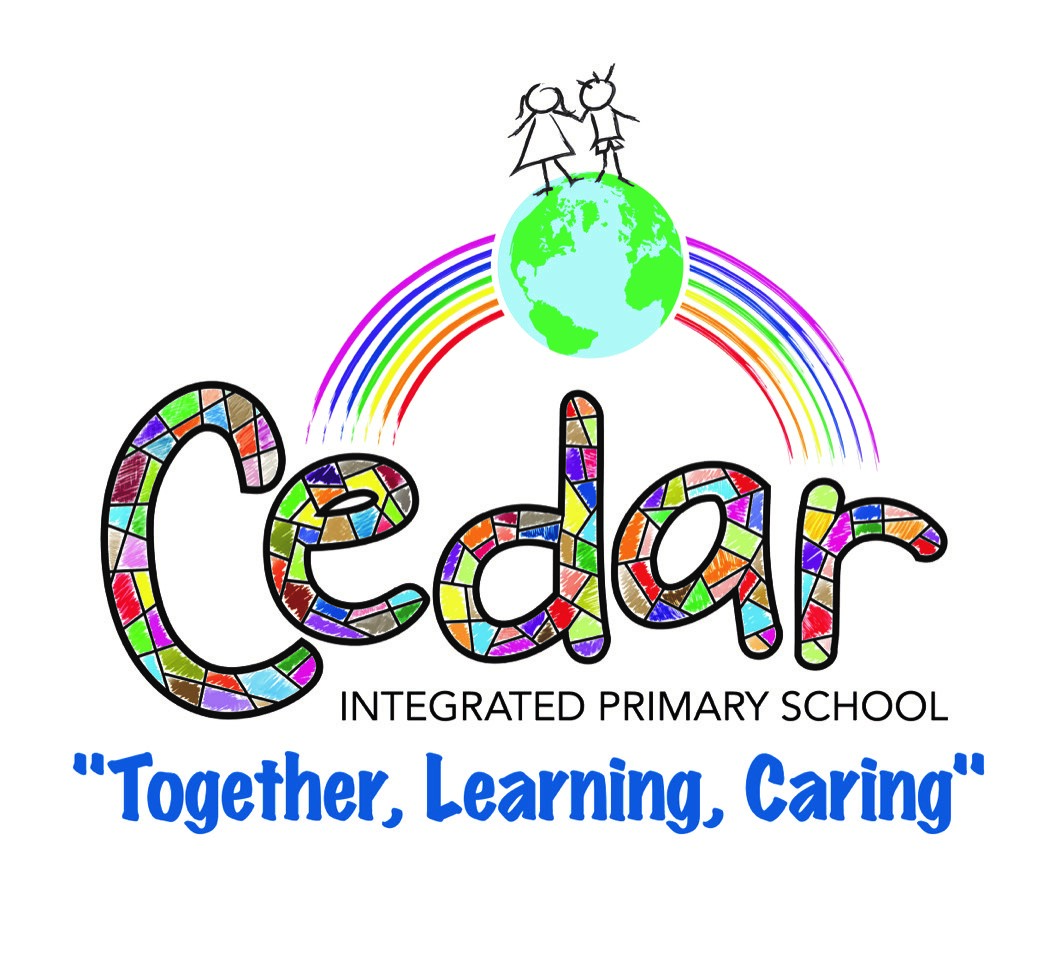 Cedar
INTEGRATED PRIMARY SCHOOL
"Together, Learning, Caring"